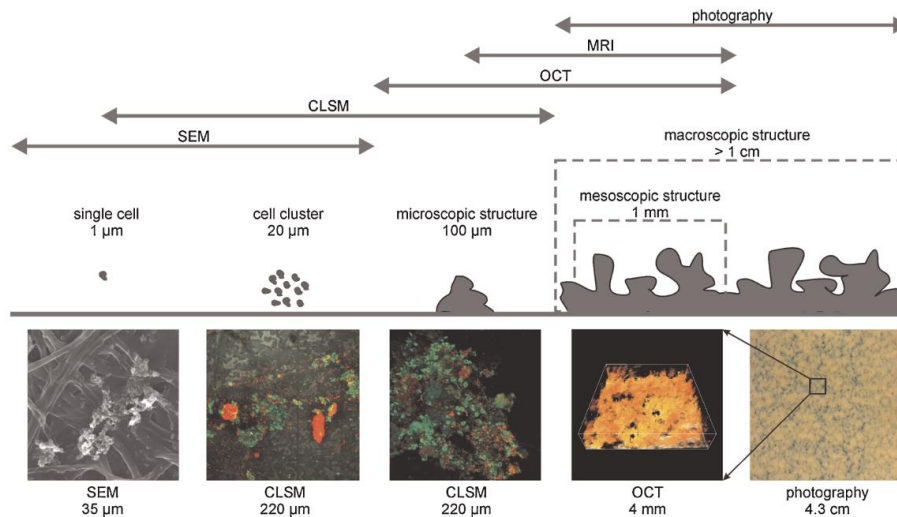 photography
MRI
OCT
CLSM
SEM
macroscopic structure
> 1 cm
mesoscopic structure
1 mm
single cell
1 µm
cell cluster
20 µm
microscopic structure
100 µm
SEM
35 µm
CLSM
220 µm
CLSM
220 µm
OCT
4 mm
photography
4.3 cm